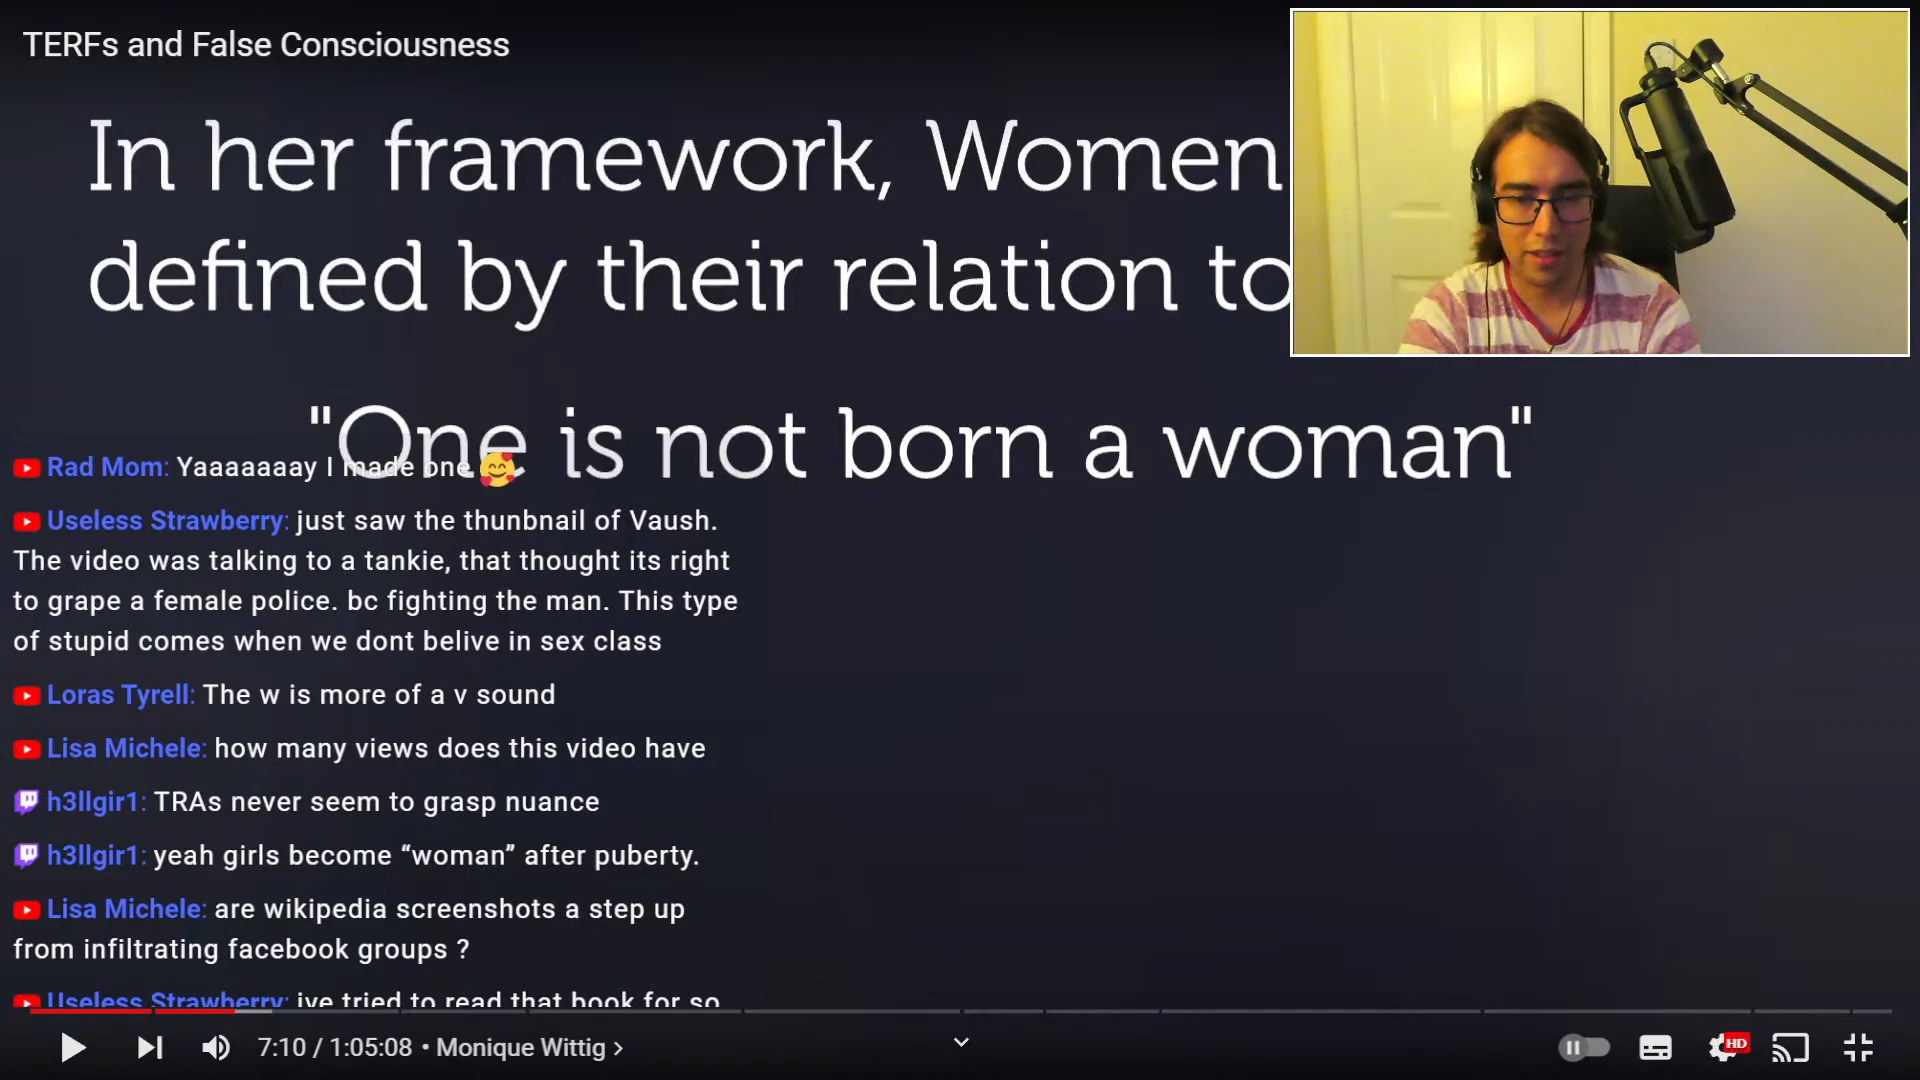 TERFs and False Consciousness
In her framework, Women
defined by their relation to
"One is not born a woman"
Rad Mom: Yaaaaaaay I made one 🥰
Useless Strawberry: just saw the thunbnail of Vaush.
The video was talking to a tankie, that thought its right
to grape a female police. bc fighting the man. This type
of stupid comes when we dont belive in sex class
Loras Tyrell: The w is more of a v sound
Lisa Michele: how many views does this video have
h3llgir1: TRAs never seem to grasp nuance
h3llgir1: yeah girls become “woman” after puberty.
Lisa Michele: are wikipedia screenshots a step up
from infiltrating facebook groups ?
Useless Strawberry: ive tried to read that book for so
7:10 / 1:05:08 • Monique Wittig >
HD